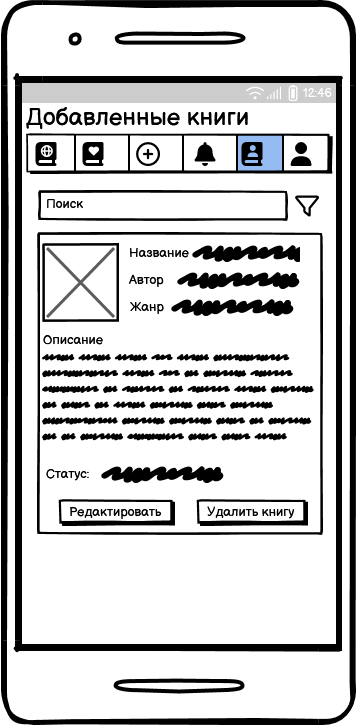 12:46
Добавленные книги
Поиск
Название
Автор
Жанр
Описание
Статус:
Редактировать
Удалить книгу